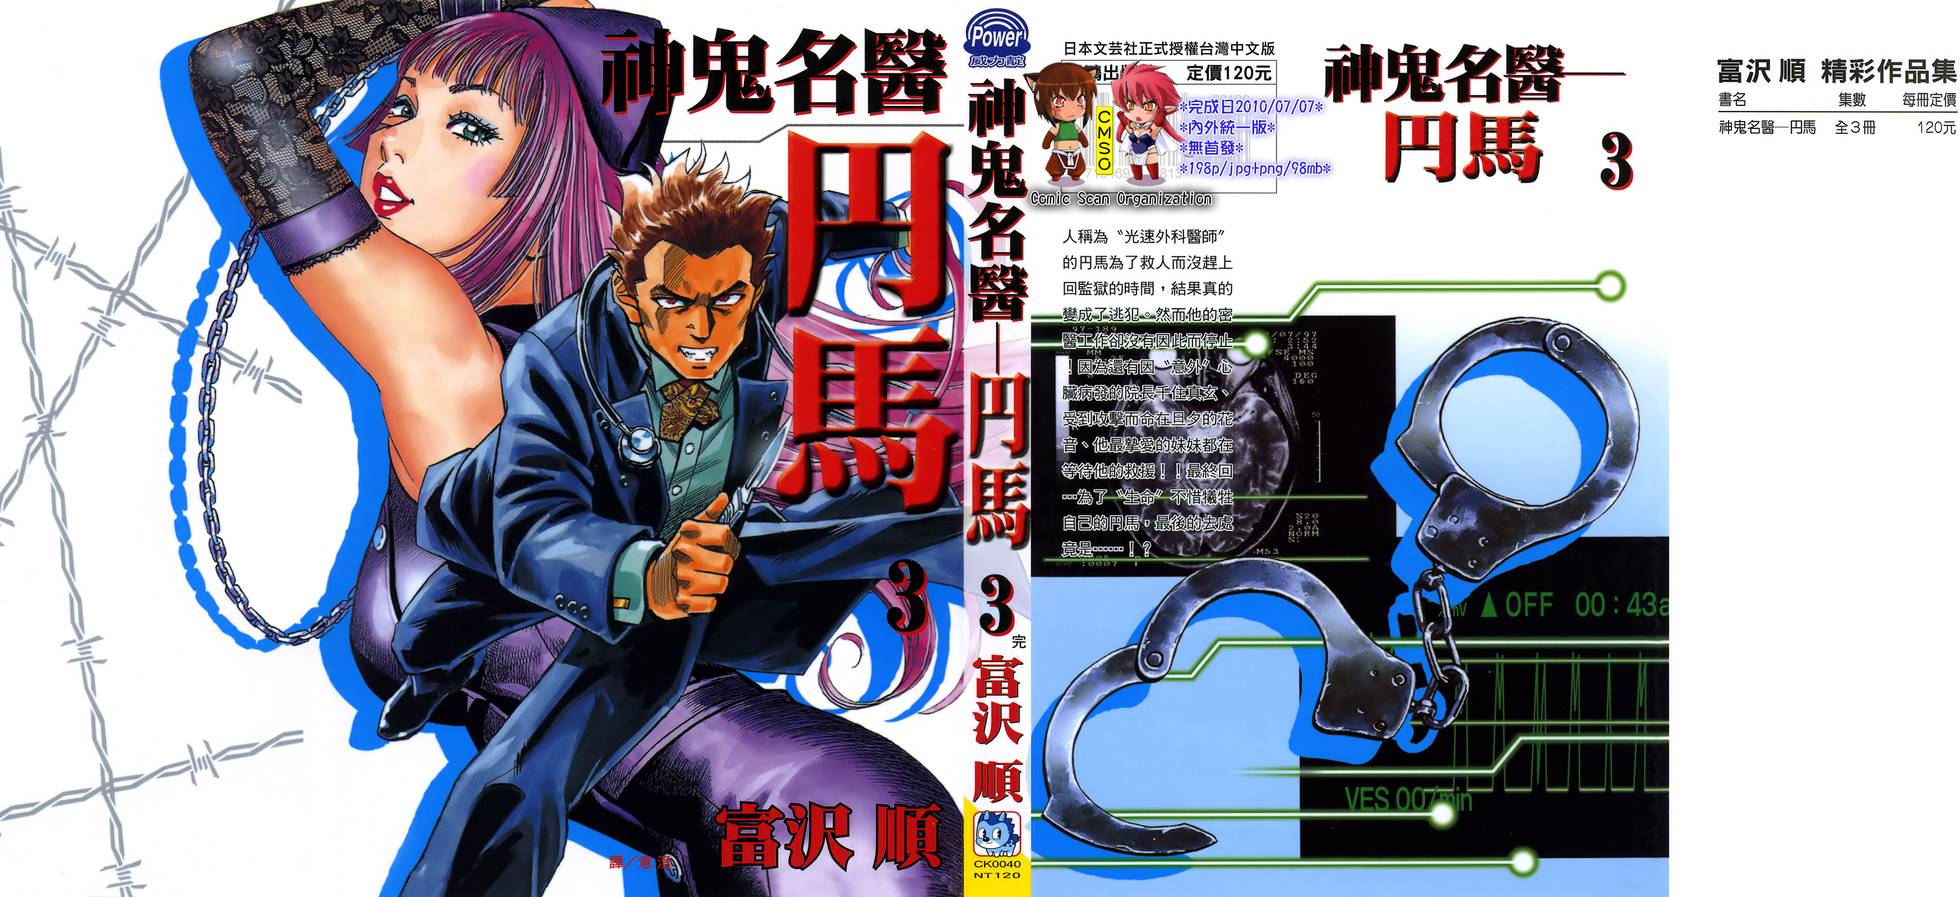 神鬼名醫
円馬
3
富沢 順
譯/意澄
Power
威力鯨
神鬼名醫—円馬
3
完
富沢 順
CK0040
NT120
日本文芸社正式授權台灣中文版
定價120元
CMSO
*完成日2010/07/07*
*內外統一版*
*無首發*
*198p/jpg+png/98mb*
Comic Scan Organization
神鬼名醫—
円馬
3
人稱為〝光速外科醫師〞
的円馬為了救人而沒趕上
回監獄的時間,結果真的
變成了逃犯。然而他的密
醫工作卻沒有因此而停止
!因為還有因〝意外〞心
臟病發的院長千住真玄、
受到攻擊而命在旦夕的花
音、他最摯愛的妹妹都在
等待他的救援!!最終回
…為了〝生命〞不惜犧牲
自己的円馬,最後的去處
竟是……!?
97-189
DEG
160
M53
▲OFF 00:43a
VES 00/min
富沢 順 精彩作品集
書名 集數 每冊定價
神鬼名醫—円馬 全3冊 120元